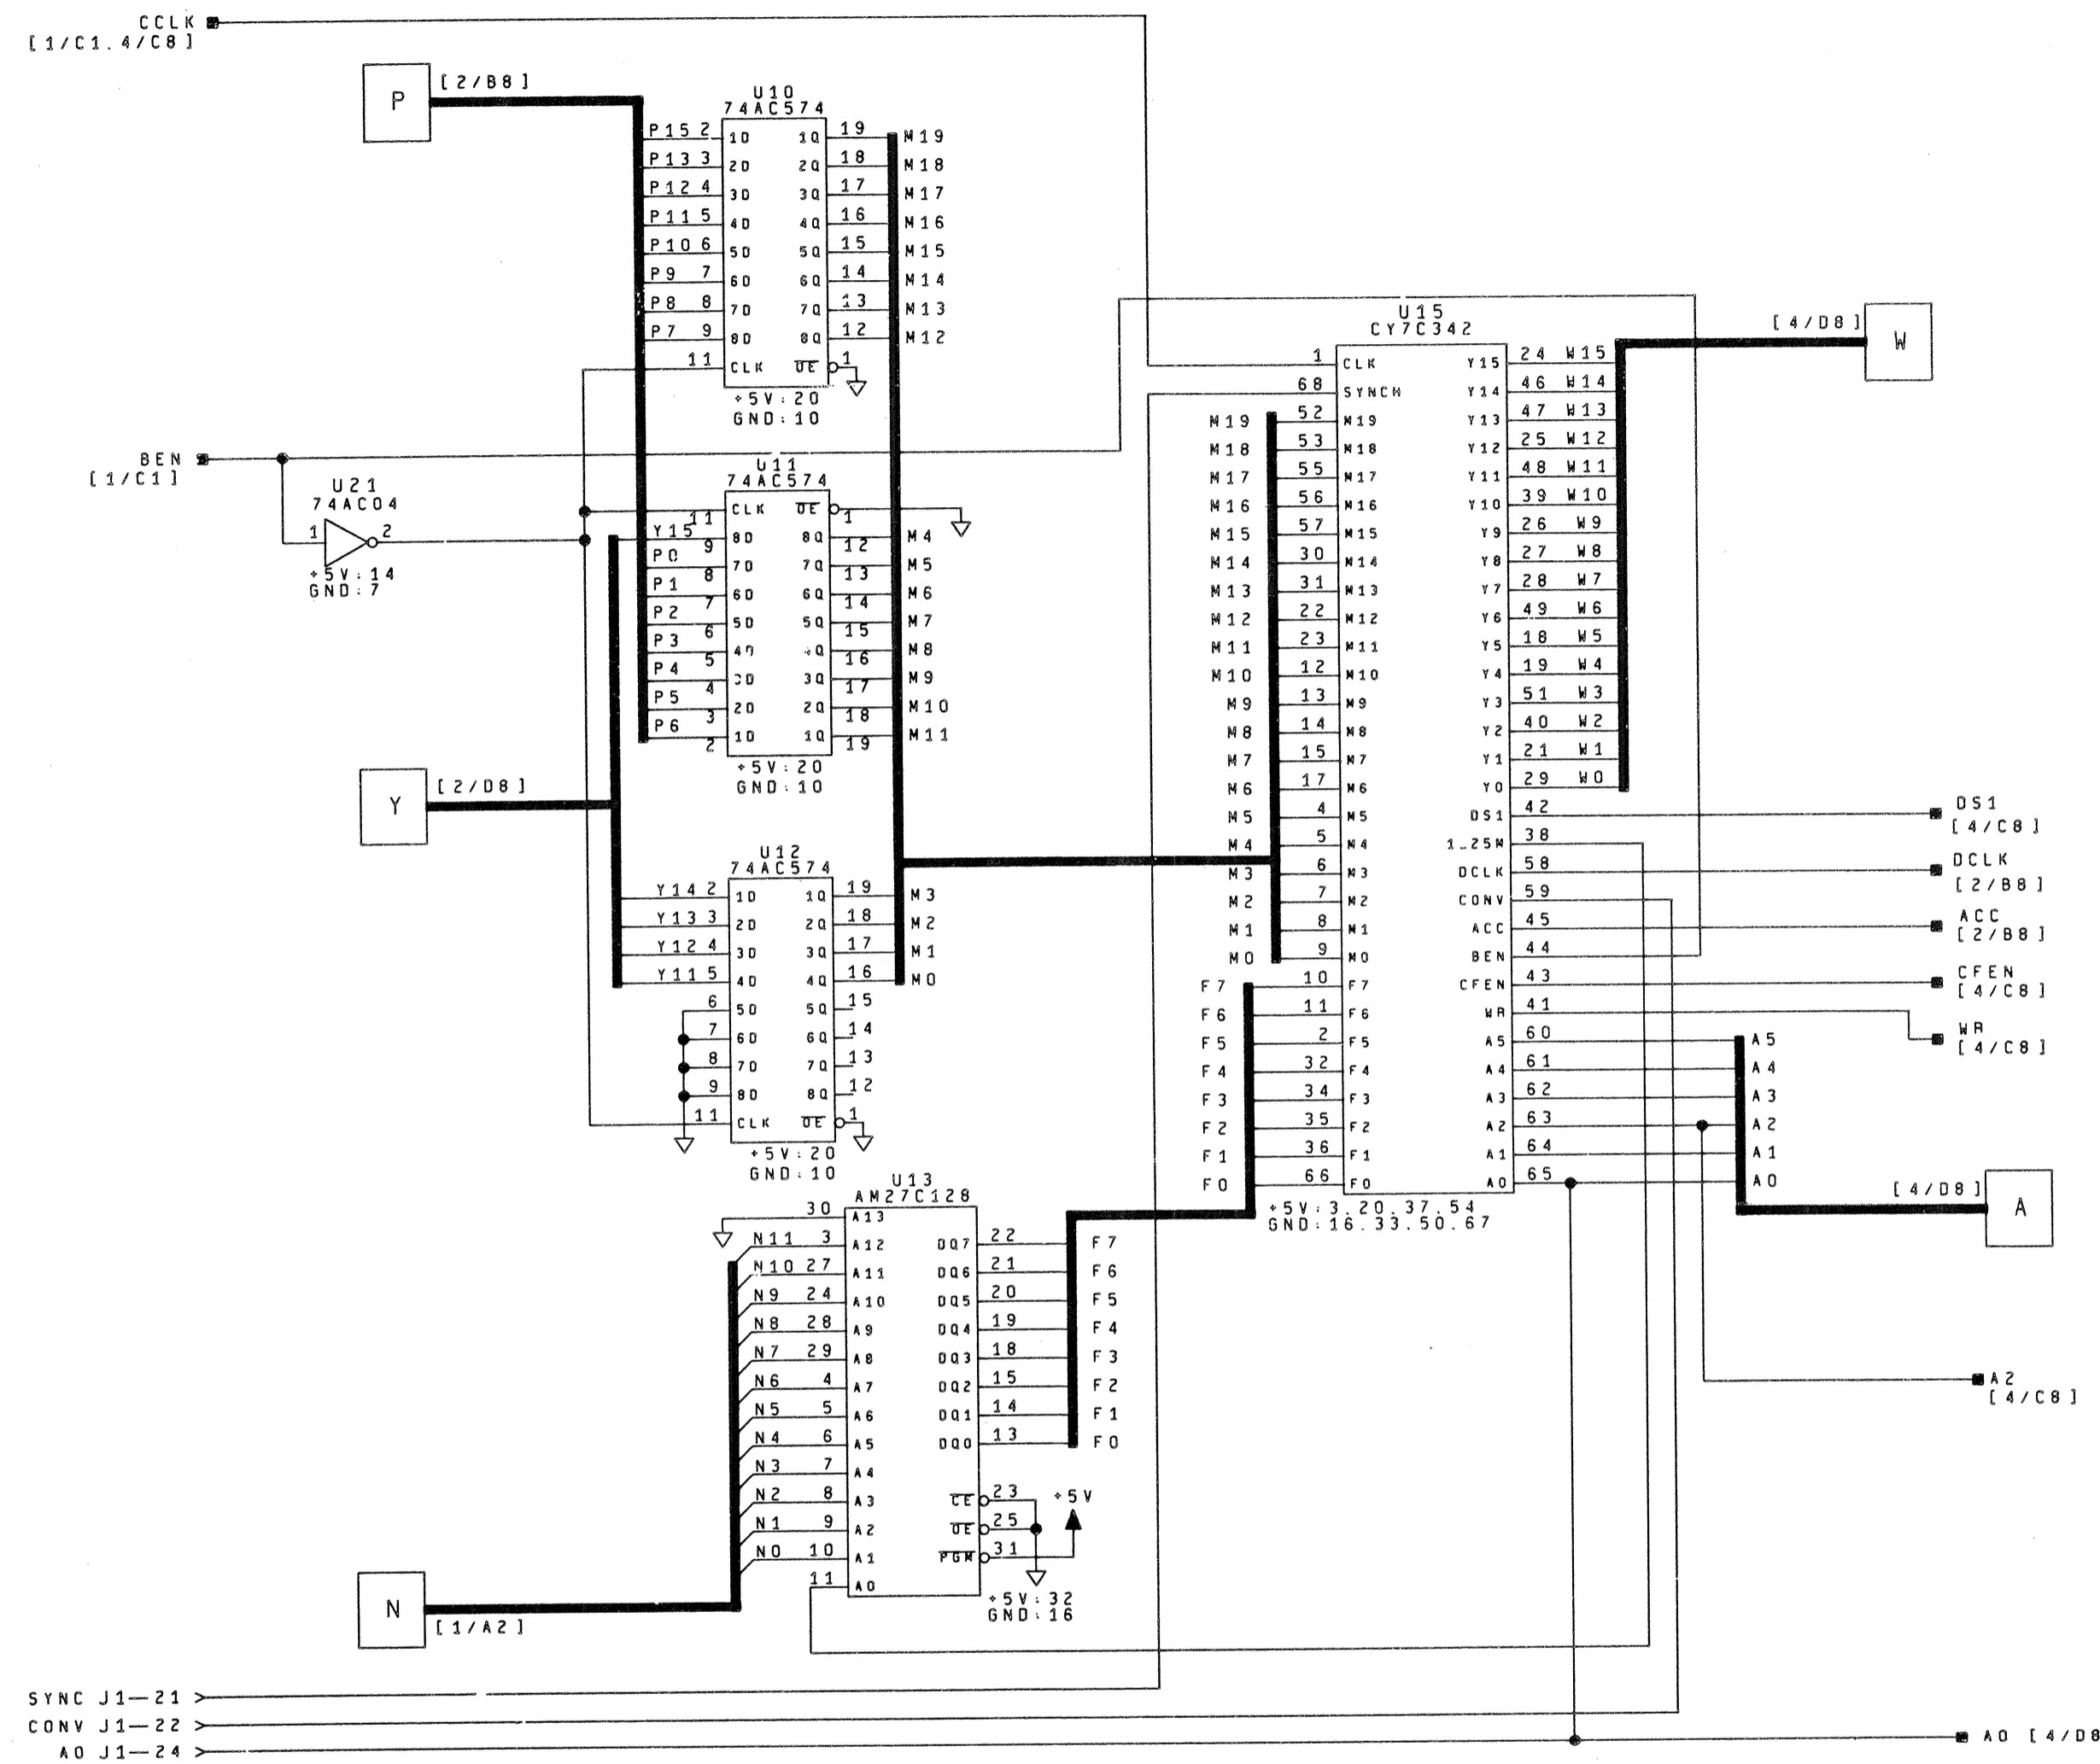 CCLK
[1/C1.4/C8]
P
[2/B8]
U10
74AC574
P15 2 1D 1Q 19 M19
P13 3 2D 2Q 18 M18
P12 4 3D 3Q 17 M17
P11 5 4D 4Q 16 M16
P10 6 5D 5Q 15 M15
P9 7 6D 6Q 14 M14
P8 8 7D 7Q 13 M13
P7 9 8D 8Q 12 M12
11 CLK OE 1
+5V:20
GND:10
BEN
[1/C1]
U21
74AC04
1 2
+5V:14
GND:7
U11
74AC574
11 CLK OE 1
Y15 9 8D 8Q 12 M4
P0 8 7D 7Q 13 M5
P1 7 6D 6Q 14 M6
P2 6 5D 5Q 15 M7
P3 5 4D 4Q 16 M8
P4 4 3D 3Q 17 M9
P5 3 2D 2Q 18 M10
P6 2 1D 1Q 19 M11
+5V:20
GND:10
Y
[2/D8]
U12
74AC574
Y14 2 1D 1Q 19 M3
Y13 3 2D 2Q 18 M2
Y12 4 3D 3Q 17 M1
Y11 5 4D 4Q 16 M0
6 5D 5Q 15
7 6D 6Q 14
8 7D 7Q 13
9 8D 8Q 12
11 CLK OE 1
+5V:20
GND:10
U13
AM27C128
30 A13
N11 3 A12 DQ7 22 F7
N10 27 A11 DQ6 21 F6
N9 24 A10 DQ5 20 F5
N8 28 A9 DQ4 19 F4
N7 29 A8 DQ3 18 F3
N6 4 A7 DQ2 15 F2
N5 5 A6 DQ1 14 F1
N4 6 A5 DQ0 13 F0
N3 7 A4
N2 8 A3 CE 23 +5V
N1 9 A2 OE 25
N0 10 A1 PGM 31
11 A0
+5V:32
GND:16
N
[1/A2]
U15
CY7C342
1 CLK Y15 24 W15
68 SYNCH Y14 46 W14
M19 52 M19 Y13 47 W13
M18 53 M18 Y12 25 W12
M17 55 M17 Y11 48 W11
M16 56 M16 Y10 39 W10
M15 57 M15 Y9 26 W9
M14 30 M14 Y8 27 W8
M13 31 M13 Y7 28 W7
M12 22 M12 Y6 49 W6
M11 23 M11 Y5 18 W5
M10 12 M10 Y4 19 W4
M9 13 M9 Y3 51 W3
M8 14 M8 Y2 40 W2
M7 15 M7 Y1 21 W1
M6 17 M6 Y0 29 W0
M5 4 M5 DS1 42
M4 5 M4 1_25M 38
M3 6 M3 DCLK 58
M2 7 M2 CONV 59
M1 8 M1 ACC 45
M0 9 M0 BEN 44
F7 10 F7 CFEN 43
F6 11 F6 WR 41
F5 2 F5 A5 60 A5
F4 32 F4 A4 61 A4
F3 34 F3 A3 62 A3
F2 35 F2 A2 63 A2
F1 36 F1 A1 64 A1
F0 66 F0 A0 65 A0
+5V:3.20.37.54
GND:16.33.50.67
[4/D8]
W
DS1
[4/C8]
DCLK
[2/B8]
ACC
[2/B8]
CFEN
[4/C8]
WR
[4/C8]
[4/D8]
A
A2
[4/C8]
SYNC J1—21
CONV J1—22
A0 J1—24
A0 [4/D8